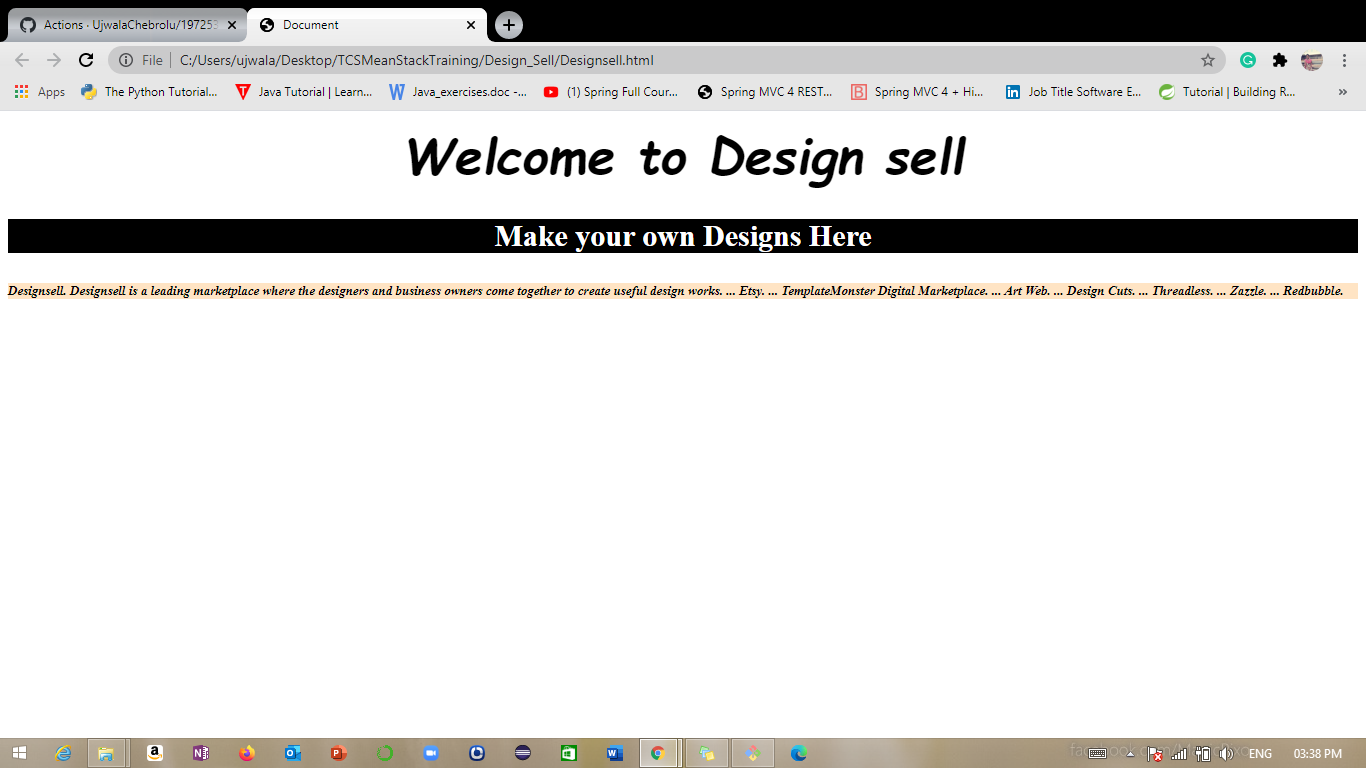 Actions · UjwalaChebrolu/197253
Document
File
C:/Users/ujwala/Desktop/TCSMeanStackTraining/Design_Sell/Designsell.html
Apps
The Python Tutorial...
Java Tutorial | Learn...
Java_exercises.doc -...
(1) Spring Full Cour...
Spring MVC 4 REST...
Spring MVC 4 + Hi...
Job Title Software E...
Tutorial | Building R...
Welcome to Design sell
Make your own Designs Here
Designsell. Designsell is a leading marketplace where the designers and business owners come together to create useful design works. ... Etsy. ... TemplateMonster Digital Marketplace. ... Art Web. ... Design Cuts. ... Threadless. ... Zazzle. ... Redbubble.
ENG
03:38 PM